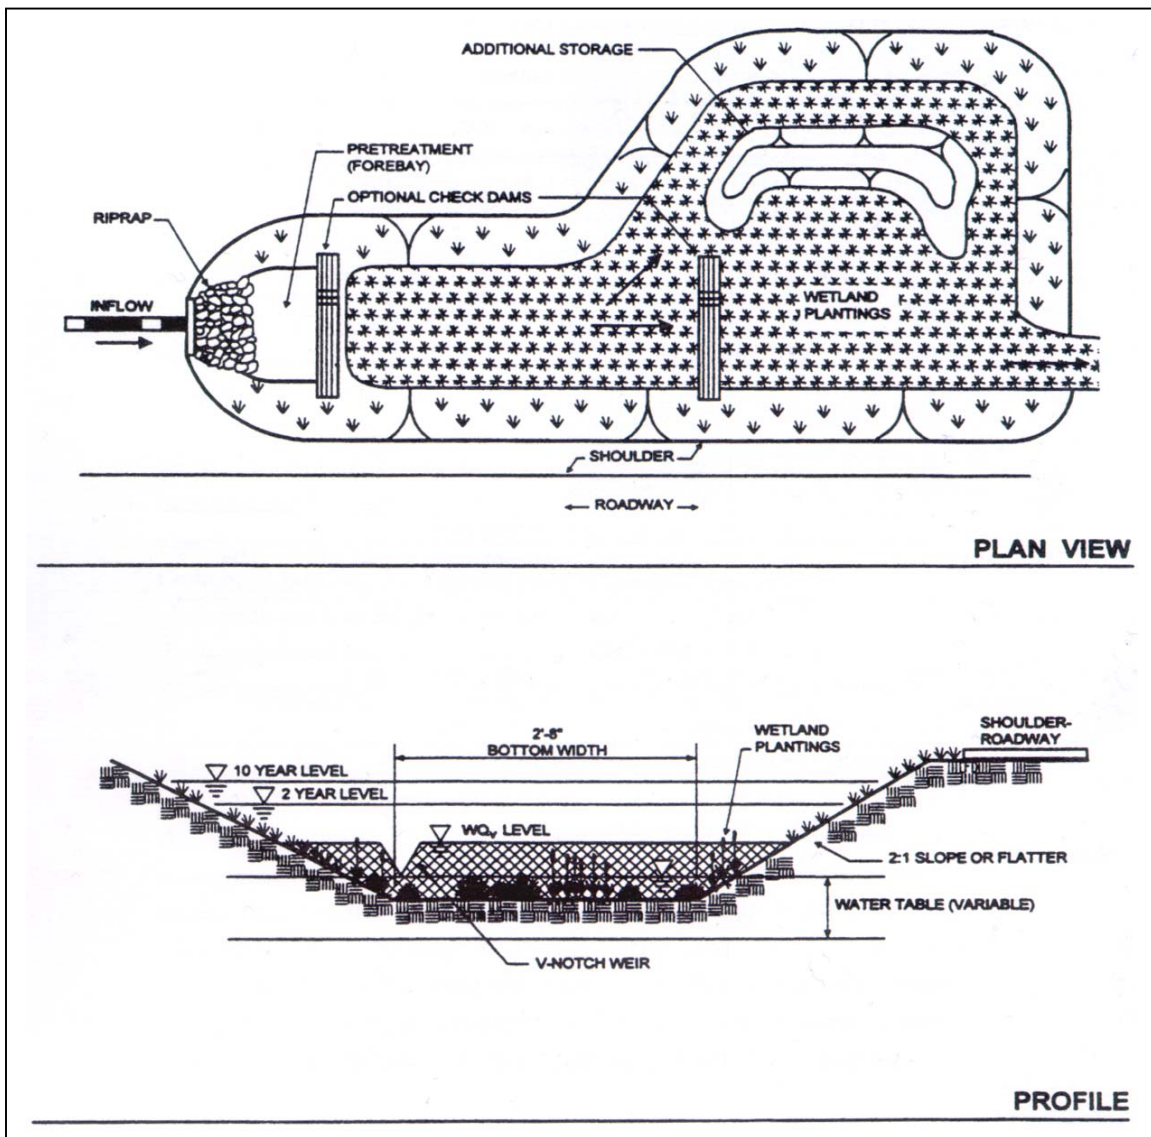 ADDITIONAL STORAGE
PRETREATMENT
(FOREBAY)
OPTIONAL CHECK DAMS
RIPRAP
INFLOW
WETLAND
PLANTINGS
SHOULDER
ROADWAY
PLAN VIEW
2'-8"
BOTTOM WIDTH
WETLAND
PLANTINGS
SHOULDER-
ROADWAY
10 YEAR LEVEL
2 YEAR LEVEL
WQv LEVEL
2:1 SLOPE OR FLATTER
WATER TABLE (VARIABLE)
V-NOTCH WEIR
PROFILE